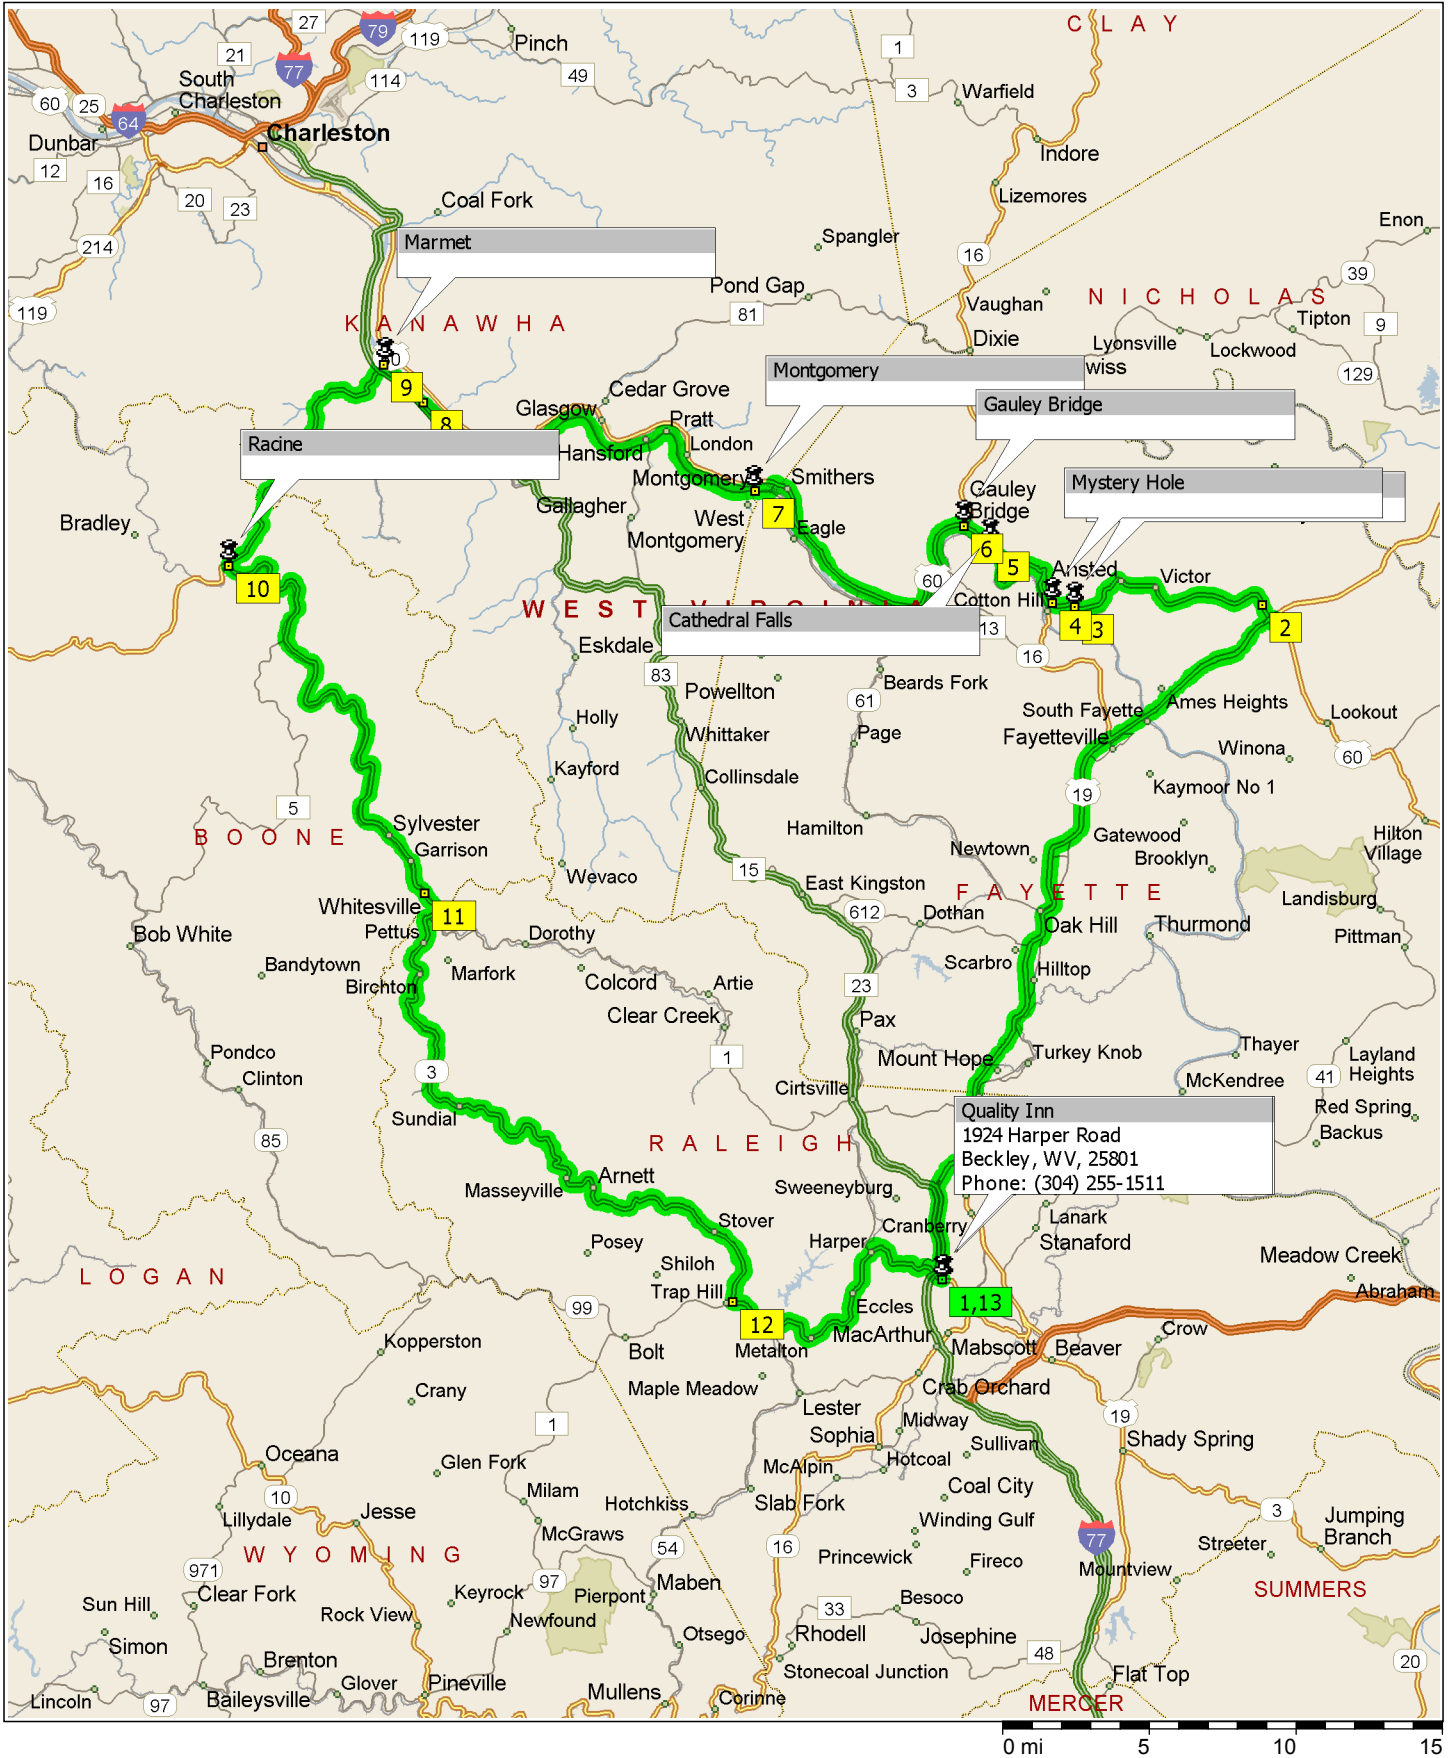 27
79
119
CLAY
21
77
Pinch
1
114
49
South
Charleston
3
Warfield
60
25
64
Charleston
Dunbar
Indore
12
16
Lizemores
20
23
Coal Fork
Enon
214
Marmet
Spangler
16
39
Pond Gap
Vaughan
NICHOLAS
119
81
Tipton
KANAWHA
9
Dixie
Lyonsville
Lockwood
Montgomery
wiss
129
9
Cedar Grove
Gauley Bridge
8
Glasgow
Pratt
Racine
Hansford
London
Montgomery
Smithers
Mystery Hole
Gauley
Bridge
Gallagher
7
West
Montgomery
Eagle
Bradley
6
5
Ansted
Victor
10
60
Cotton Hill
WEST VIRGINIA
Cathedral Falls
13
4
3
2
Eskdale
16
83
Powellton
Beards Fork
61
South Fayette
Ames Heights
Lookout
Holly
Whittaker
Page
Fayetteville
Winona
60
Kayford
Collinsdale
19
Kaymoor No 1
5
Hamilton
Gatewood
Hilton
Village
BOONE
Sylvester
Garrison
Newtown
Brooklyn
15
Wevaco
East Kingston
FAYETTE
Landisburg
Whitesville
11
612
Dothan
Pettus
Oak Hill
Thurmond
Bob White
Dorothy
Pittman
Bandytown
Marfork
Scarbro
Hilltop
Birchton
Colcord
Artie
23
Clear Creek
Pax
Pondco
1
Mount Hope
Turkey Knob
Thayer
Layland
Heights
Clinton
3
Cirtsville
McKendree
41
Sundial
Quality Inn
1924 Harper Road
Beckley, WV, 25801
Phone: (304) 255-1511
Red Spring
Backus
85
RALEIGH
Arnett
Masseyville
Sweeneyburg
Stover
Cranberry
Lanark
Posey
Harper
Stanaford
Meadow Creek
Shiloh
LOGAN
Trap Hill
Abraham
99
Eccles
1,13
12
MacArthur
Crow
Kopperston
Bolt
Metalton
Mabscott
Beaver
Crany
Maple Meadow
Crab Orchard
1
Lester
Midway
19
Sophia
Sullivan
Shady Spring
Oceana
Glen Fork
McAlpin
Hotcoal
10
Milam
Coal City
Lillydale
Jesse
Hotchkiss
Slab Fork
3
Jumping
Branch
McGraws
Winding Gulf
77
WYOMING
54
16
Princewick
Streeter
971
Fireco
Mountview
Clear Fork
97
Maben
SUMMERS
Sun Hill
Keyrock
Pierpont
Besoco
Rock View
Newfound
33
Simon
Otsego
Rhodell
Josephine
48
20
Brenton
Stonecoal Junction
Flat Top
Glover
Pineville
Lincoln
97
Baileysville
Mullens
Corinne
MERCER
0 mi
5
10
15